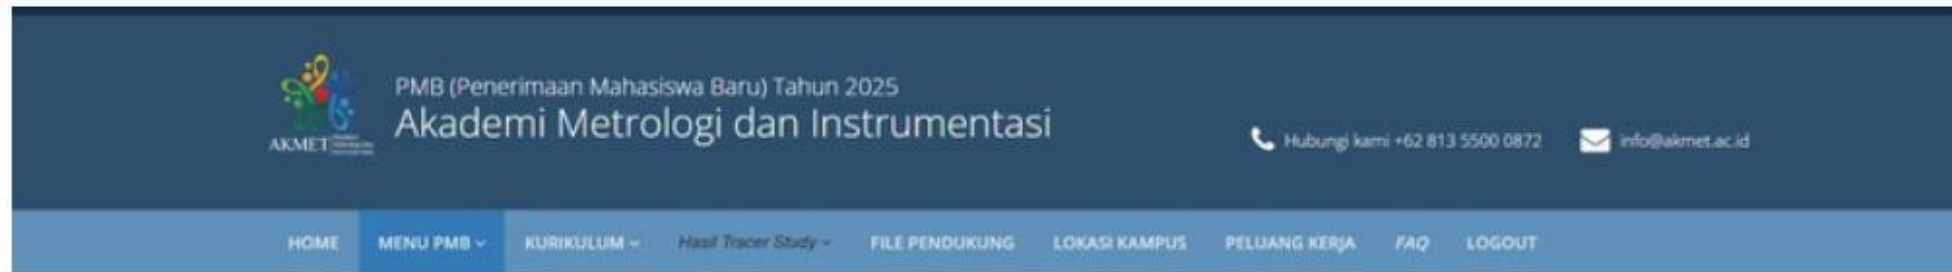 PMB (Penerimaan Mahasiswa Baru) Tahun 2025
Akademi Metrologi dan Instrumentasi
AKMET
Hubungi kami +62 813 5500 0872
info@akmet.ac.id
HOME MENU PMB KURIKULUM Hasil Tracer Study FILE PENDUKUNG LOKASI KAMPUS PELUANG KERJA FAQ LOGOUT